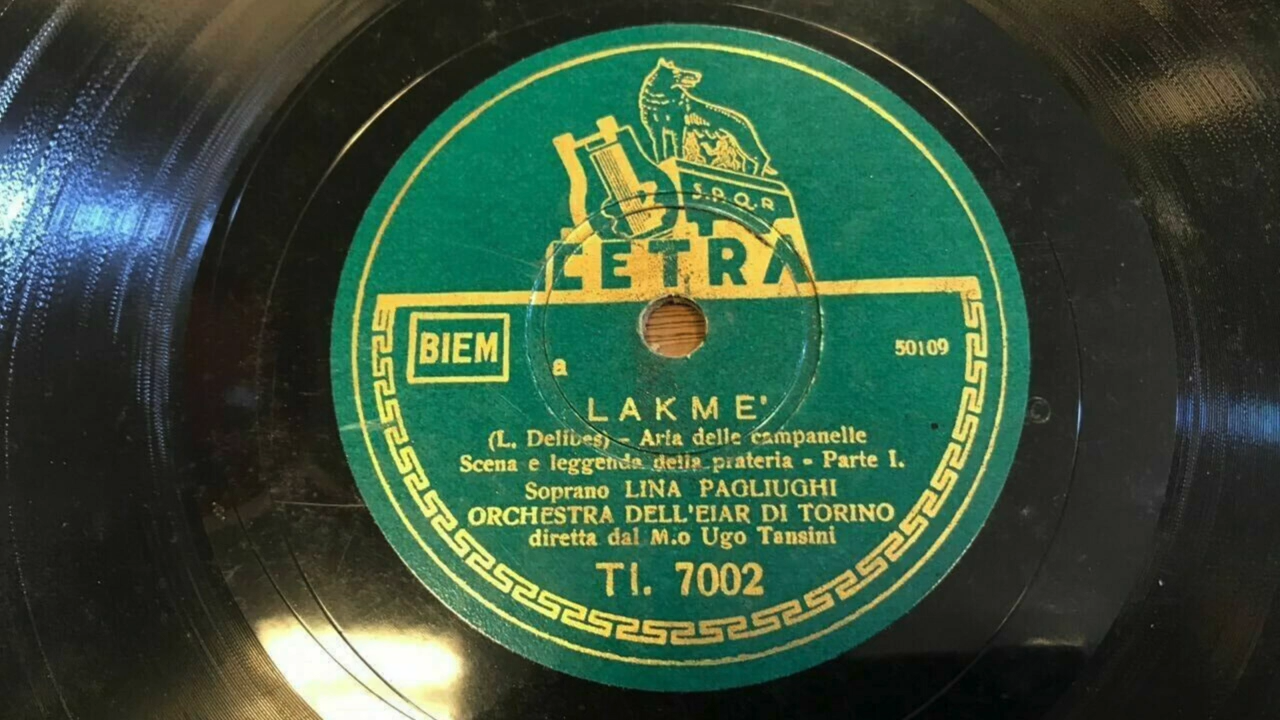 S.P.Q.R
CETRA
BIEM
50109
a
LAKME'
(L. Delibes) - Aria delle campanelle
Scena e leggenda della prateria - Parte I.
Soprano LINA PAGLIUGHI
ORCHESTRA DELL'EIAR DI TORINO
diretta dal M.o Ugo Tansini
TI. 7002